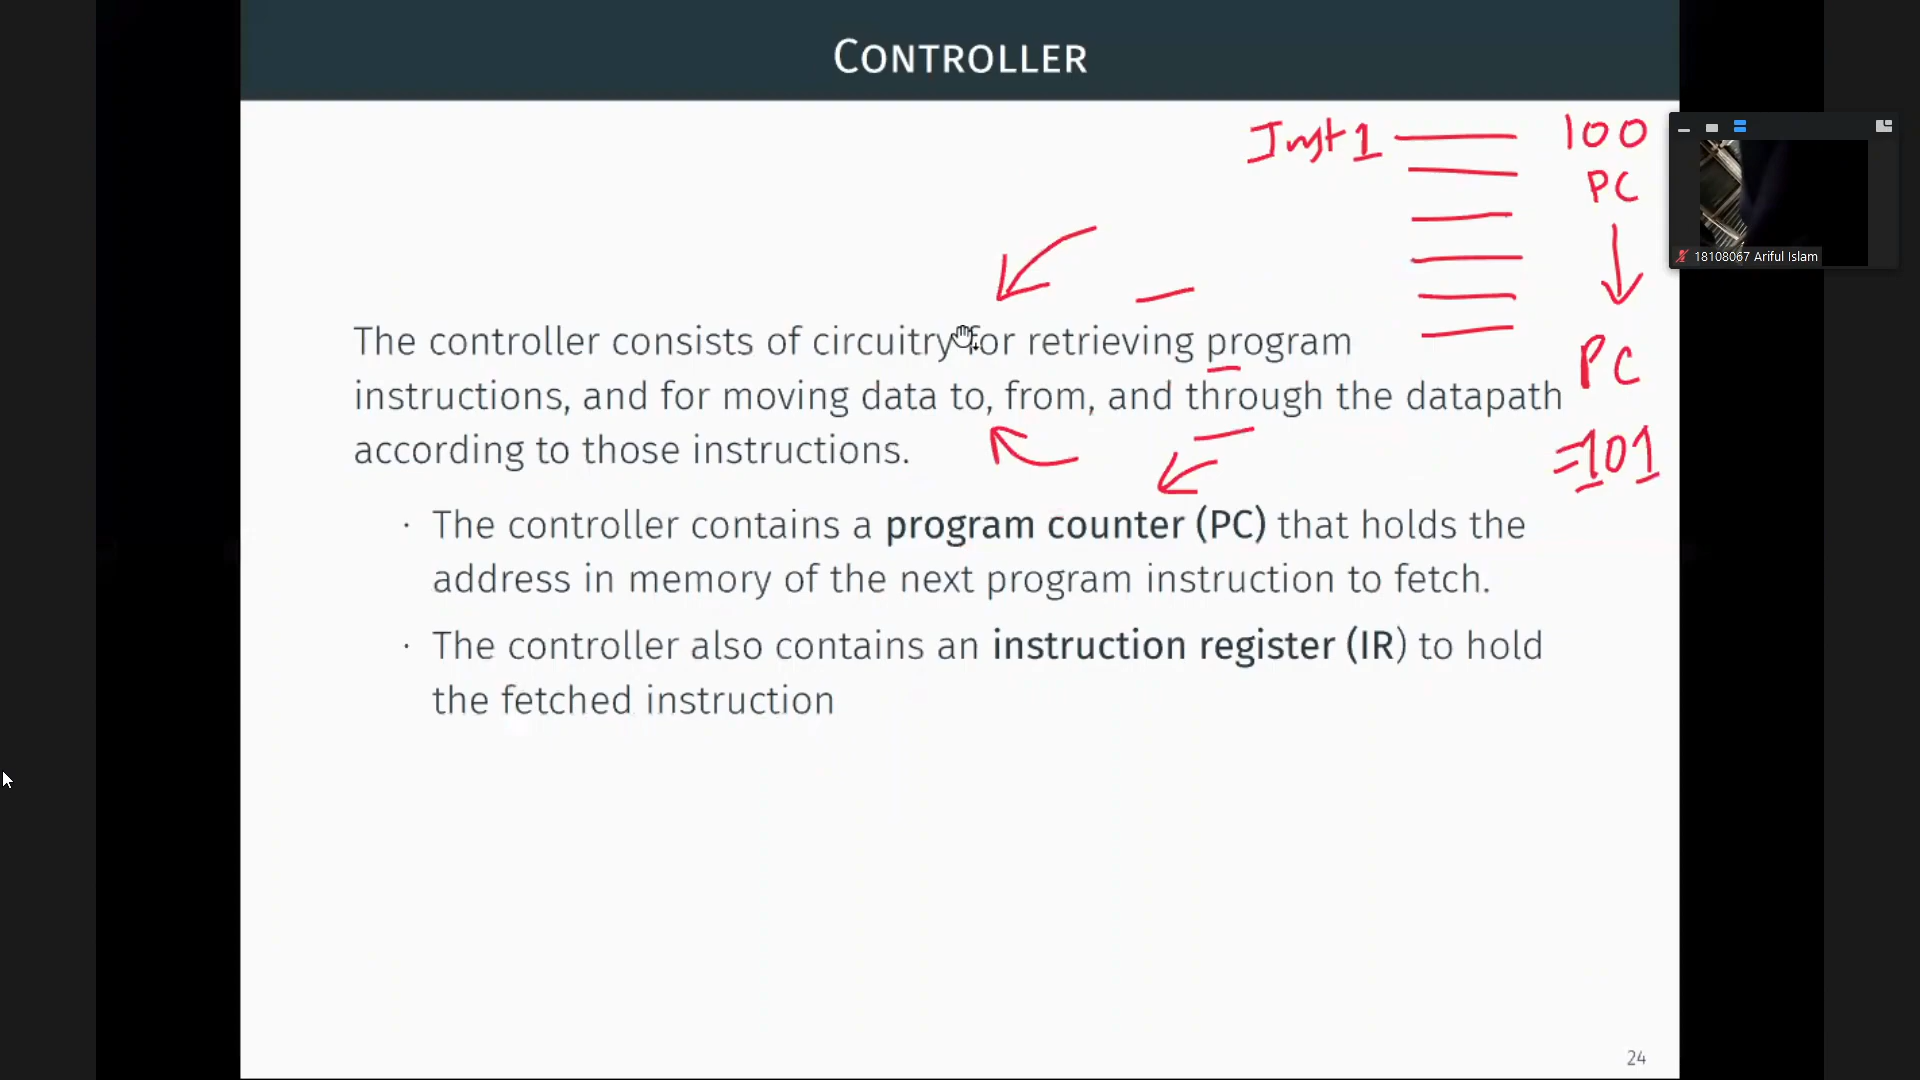 CONTROLLER
Inst 1
100
PC
PC
=101
18108067 Ariful Islam
The controller consists of circuitry for retrieving program
instructions, and for moving data to, from, and through the datapath
according to those instructions.
· The controller contains a program counter (PC) that holds the
address in memory of the next program instruction to fetch.
· The controller also contains an instruction register (IR) to hold
the fetched instruction
24